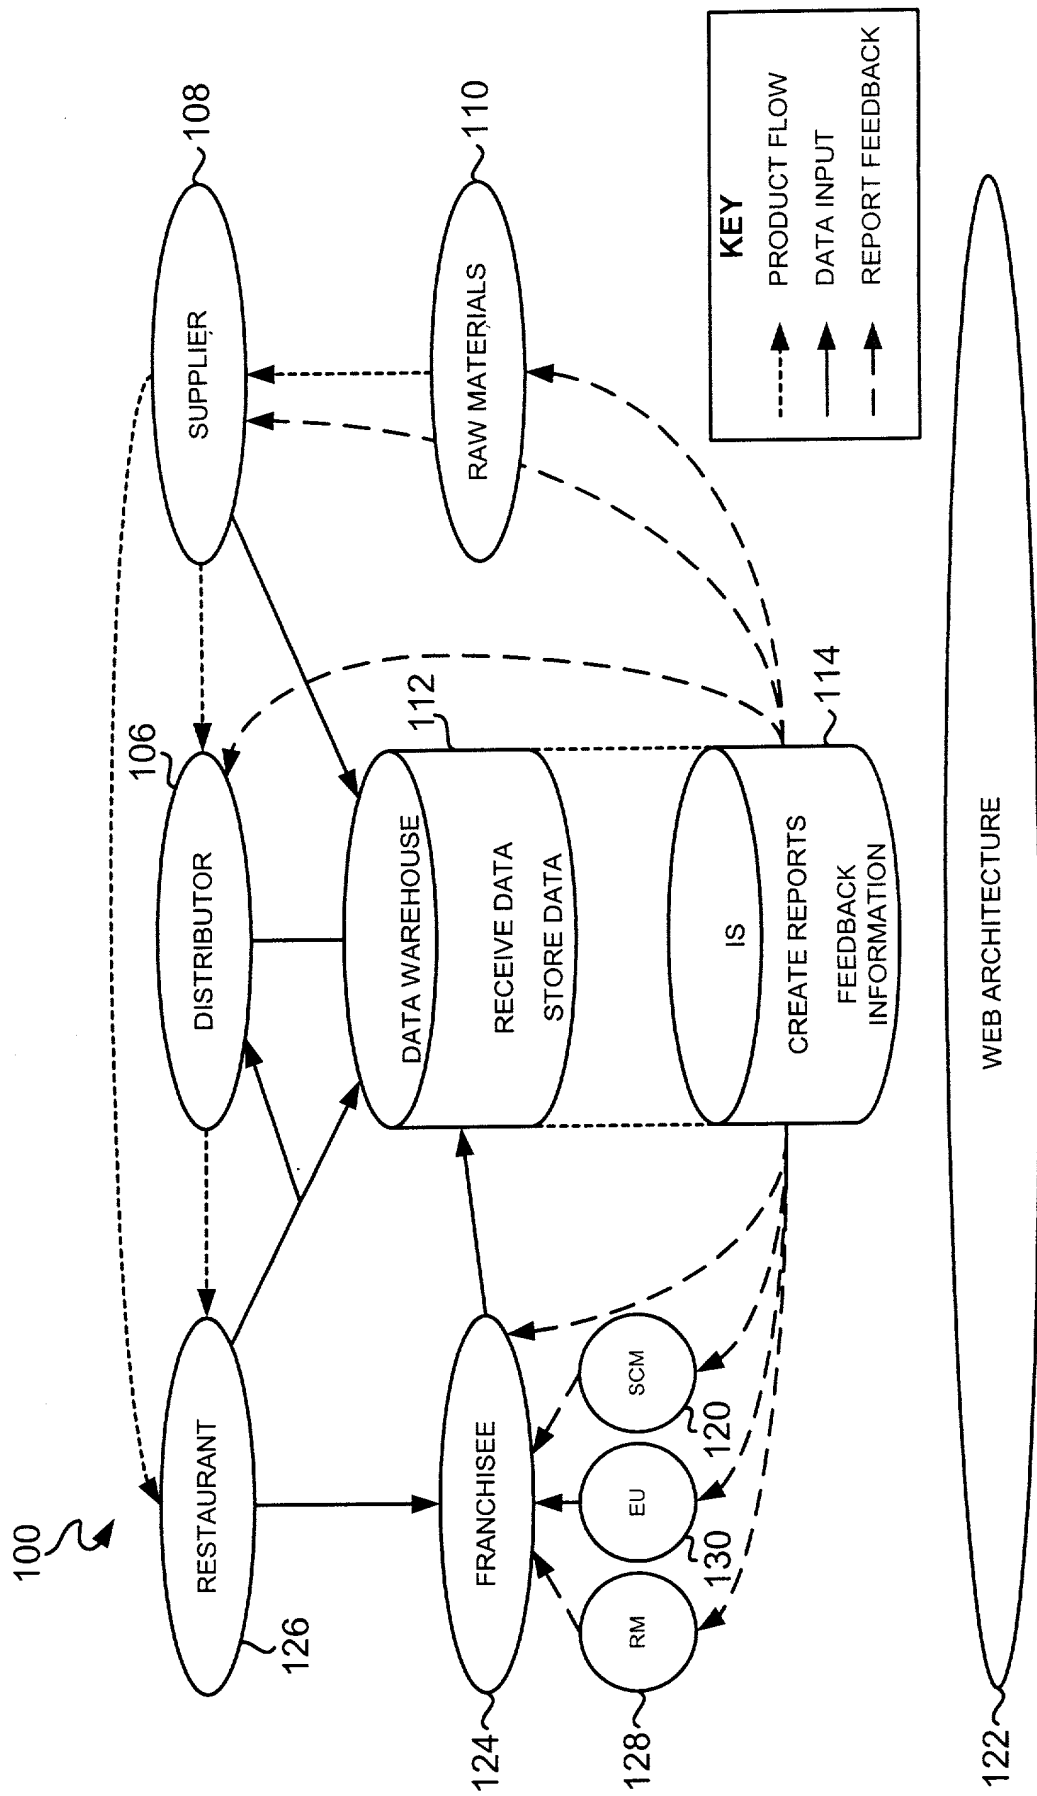 100
RESTAURANT
126
DISTRIBUTOR
106
SUPPLIER
108
FRANCHISEE
124
DATA WAREHOUSE
RECEIVE DATA
STORE DATA
112
RAW MATERIALS
110
RM
128
EU
130
SCM
120
IS
CREATE REPORTS
FEEDBACK
INFORMATION
114
KEY
PRODUCT FLOW
DATA INPUT
REPORT FEEDBACK
WEB ARCHITECTURE
122